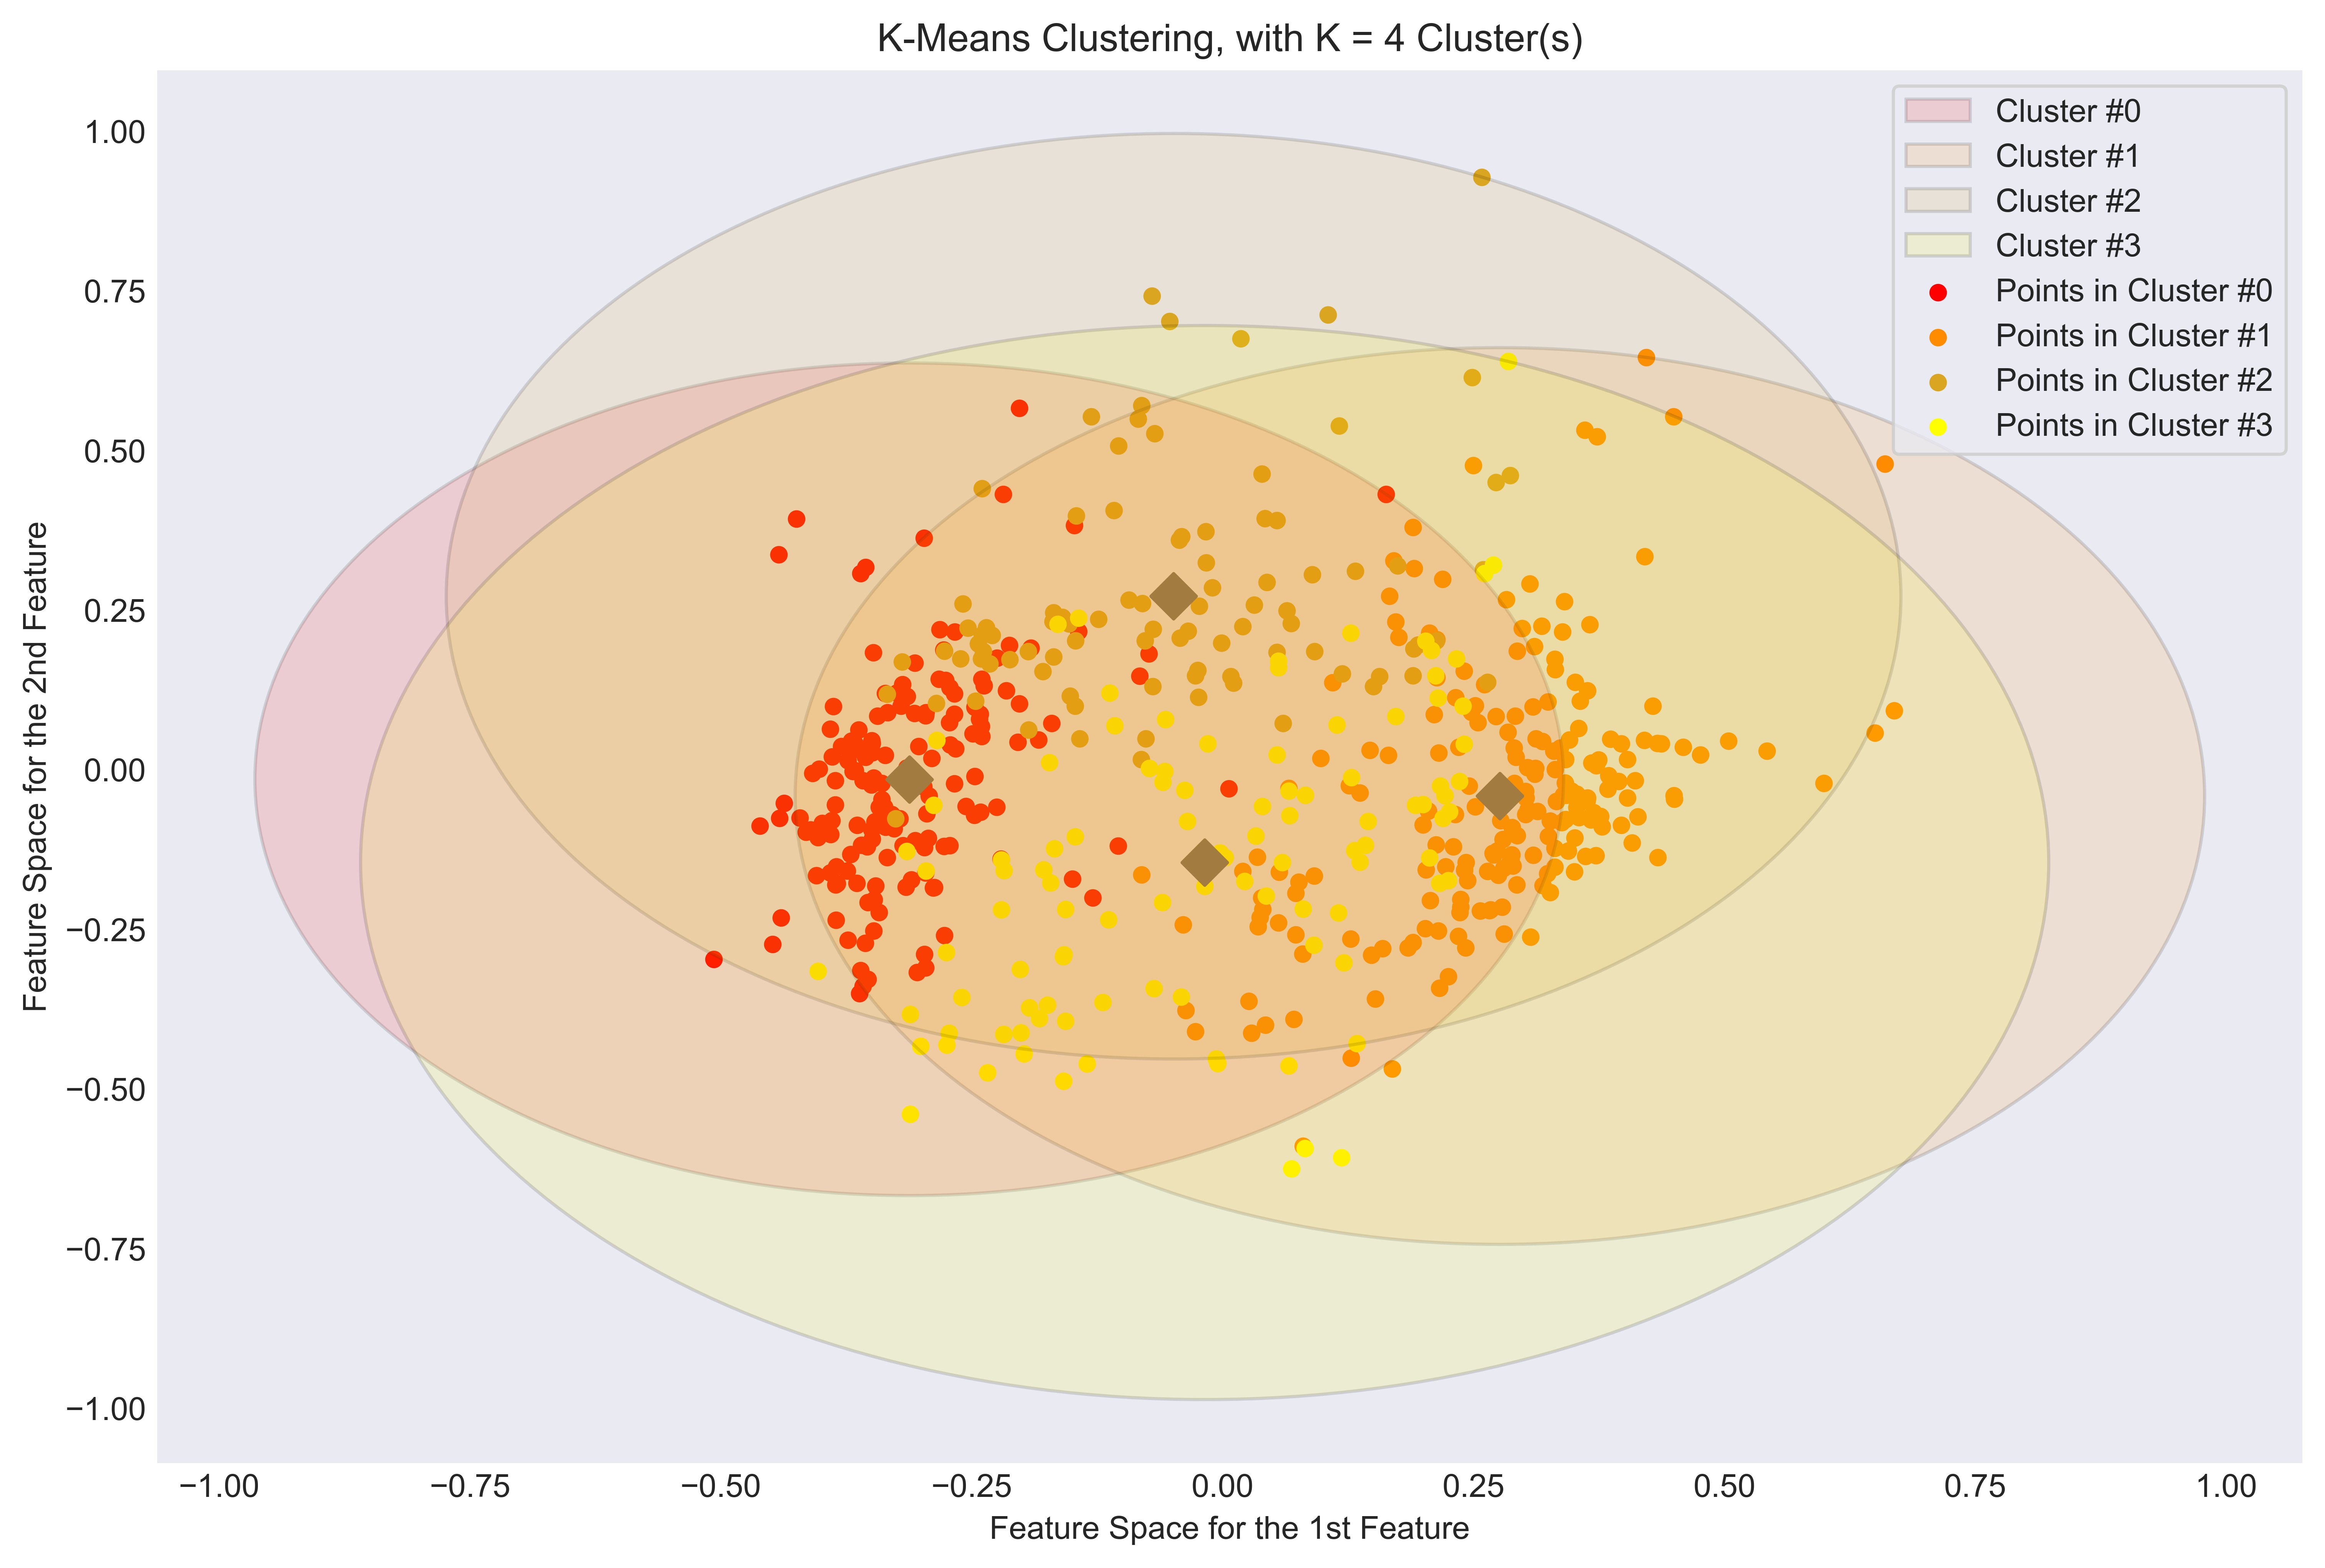 K-Means Clustering, with K = 4 Cluster(s)
Cluster #0
Cluster #1
Cluster #2
Cluster #3
Points in Cluster #0
Points in Cluster #1
Points in Cluster #2
Points in Cluster #3
Feature Space for the 2nd Feature
1.00
0.75
0.50
0.25
0.00
−0.25
−0.50
−0.75
−1.00
−1.00 −0.75 −0.50 −0.25 0.00 0.25 0.50 0.75 1.00
Feature Space for the 1st Feature